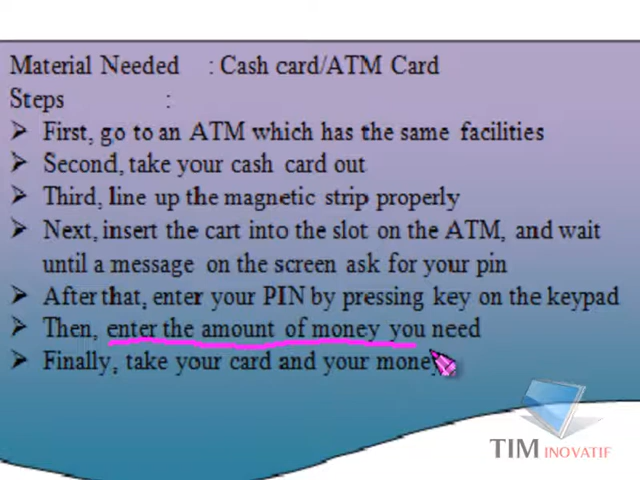 Material Needed : Cash card/ATM Card
Steps :
First, go to an ATM which has the same facilities
Second, take your cash card out
Third, line up the magnetic strip properly
Next, insert the cart into the slot on the ATM, and wait
until a message on the screen ask for your pin
After that, enter your PIN by pressing key on the keypad
Then, enter the amount of money you need
Finally, take your card and your money
TIM INOVATIF